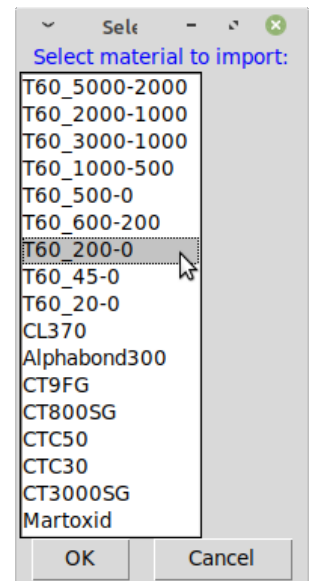 Sele
Select material to import:
T60_5000-2000
T60_2000-1000
T60_3000-1000
T60_1000-500
T60_500-0
T60_600-200
T60_200-0
T60_45-0
T60_20-0
CL370
Alphabond300
CT9FG
CT800SG
CTC50
CTC30
CT3000SG
Martoxid
OK Cancel